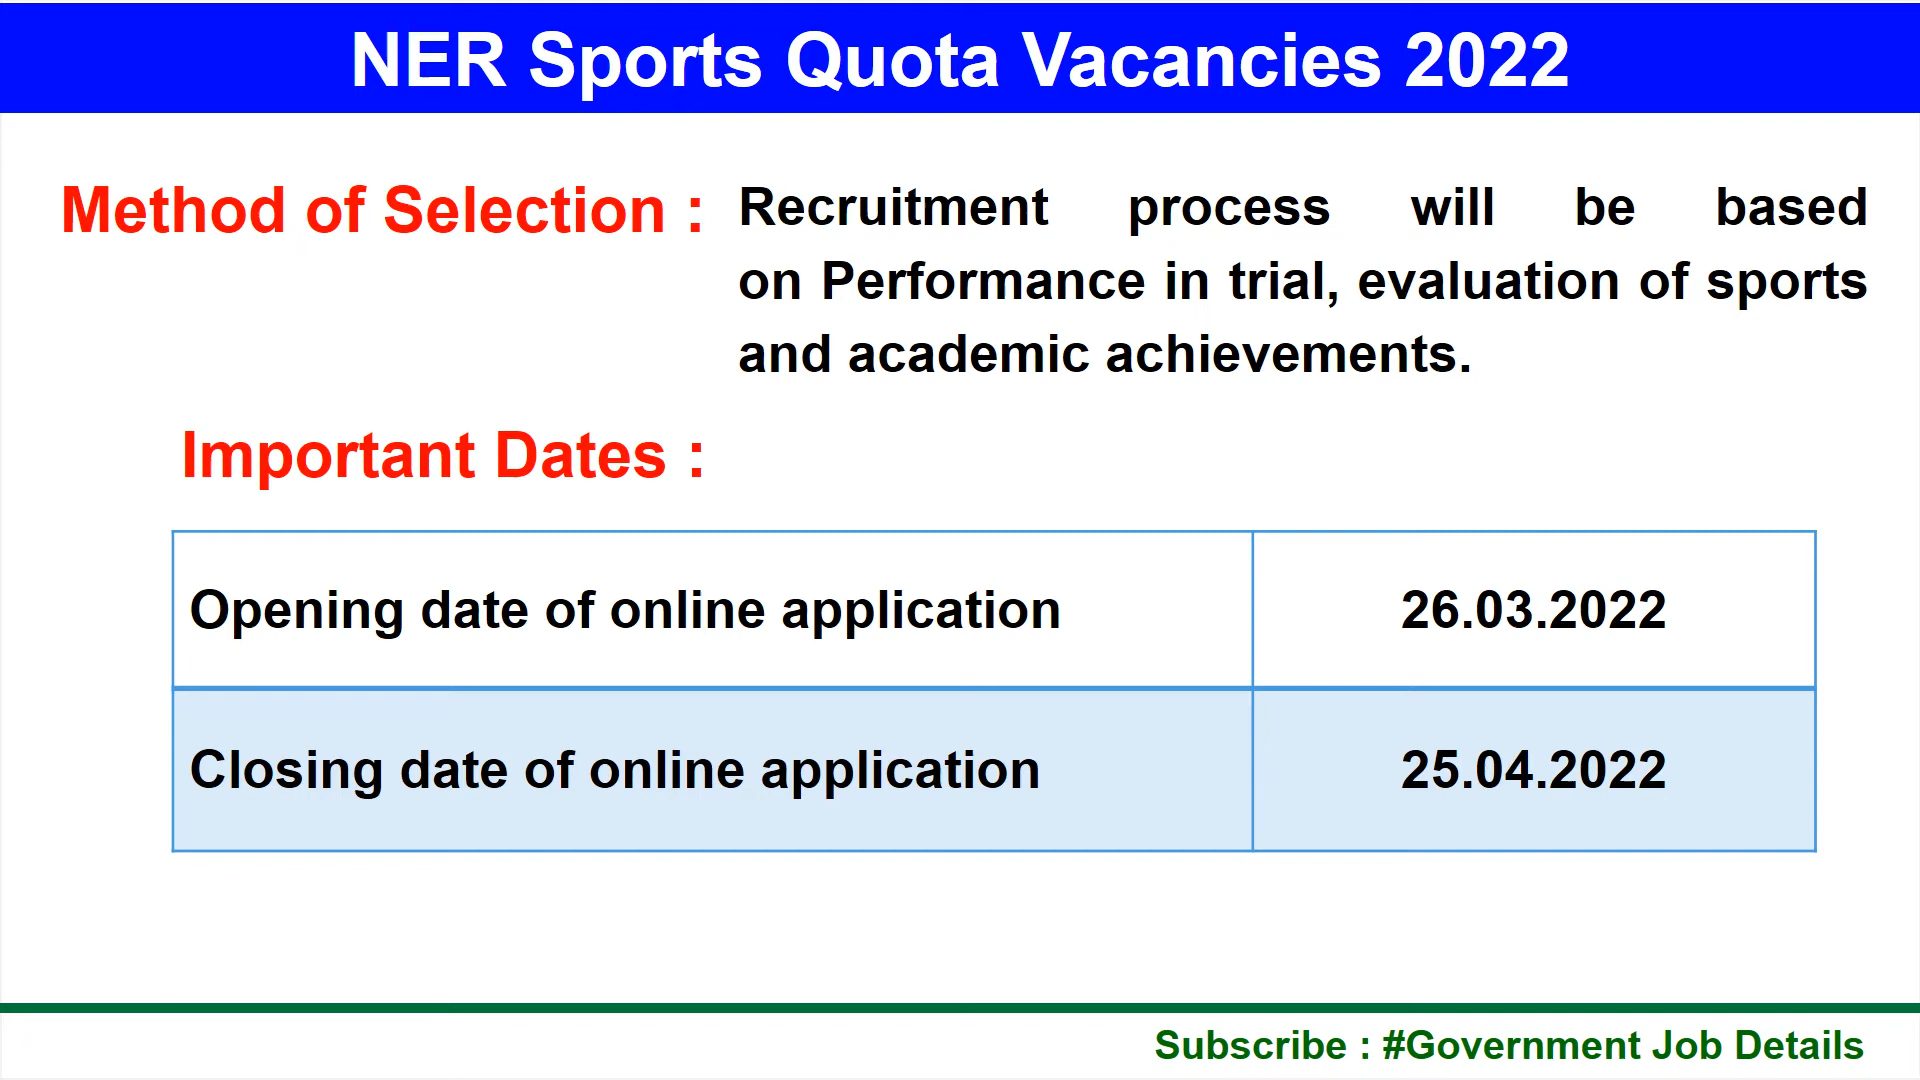 NER Sports Quota Vacancies 2022
Method of Selection : Recruitment process will be based
on Performance in trial, evaluation of sports
and academic achievements.
Important Dates :
Opening date of online application 26.03.2022
Closing date of online application 25.04.2022
Subscribe : #Government Job Details